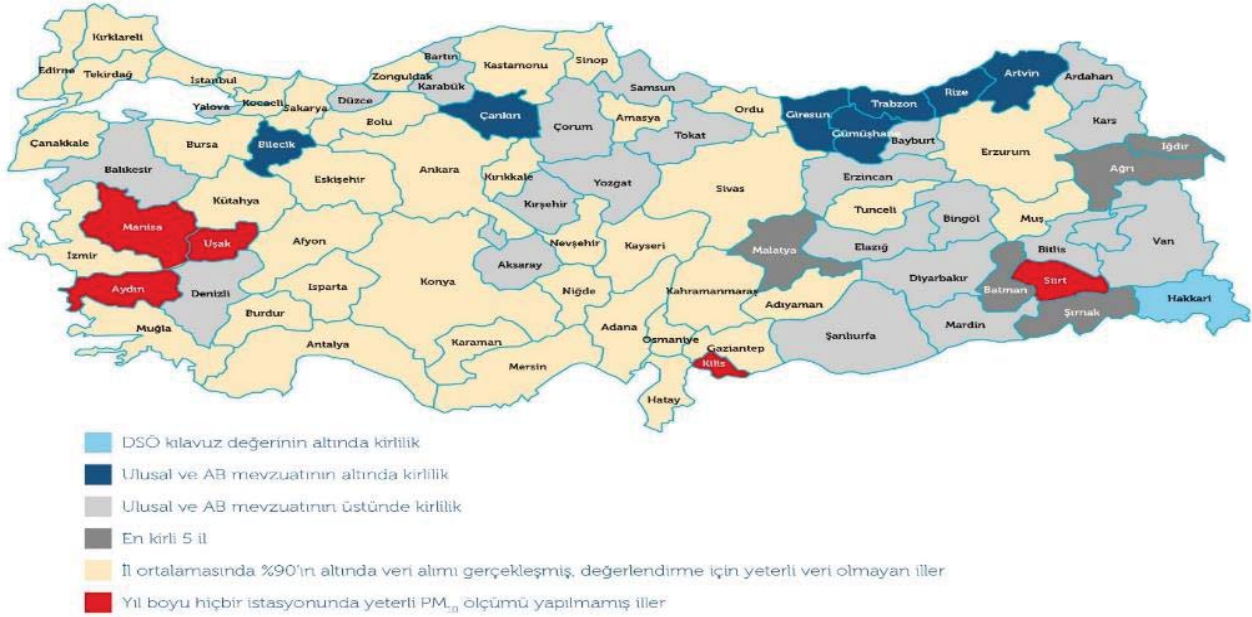 Kırklareli
Edirne
Tekirdağ
İstanbul
Yalova
Kocaeli
Sakarya
Düzce
Zonguldak
Bartın
Karabük
Kastamonu
Sinop
Samsun
Çankırı
Bolu
Çorum
Amasya
Ordu
Tokat
Giresun
Trabzon
Rize
Artvin
Ardahan
Kars
Gümüşhane
Bayburt
Erzurum
Iğdır
Ağrı
Çanakkale
Bursa
Bilecik
Balıkesir
Eskişehir
Ankara
Kırıkkale
Yozgat
Kırşehir
Sivas
Erzincan
Tunceli
Bingöl
Muş
Kütahya
Manisa
Uşak
Afyon
İzmir
Nevşehir
Kayseri
Malatya
Elazığ
Bitlis
Van
Aksaray
Aydın
Denizli
Isparta
Konya
Niğde
Kahramanmaraş
Adıyaman
Diyarbakır
Batman
Siirt
Şırnak
Hakkari
Muğla
Burdur
Antalya
Karaman
Mersin
Adana
Osmaniye
Gaziantep
Kilis
Hatay
Şanlıurfa
Mardin
DSÖ kılavuz değerinin altında kirlilik
Ulusal ve AB mevzuatının altında kirlilik
Ulusal ve AB mevzuatının üstünde kirlilik
En kirli 5 il
İl ortalamasında %90'ın altında veri alımı gerçekleşmiş, değerlendirme için yeterli veri olmayan iller
Yıl boyu hiçbir istasyonunda yeterli PM₁₀ ölçümü yapılmamış iller